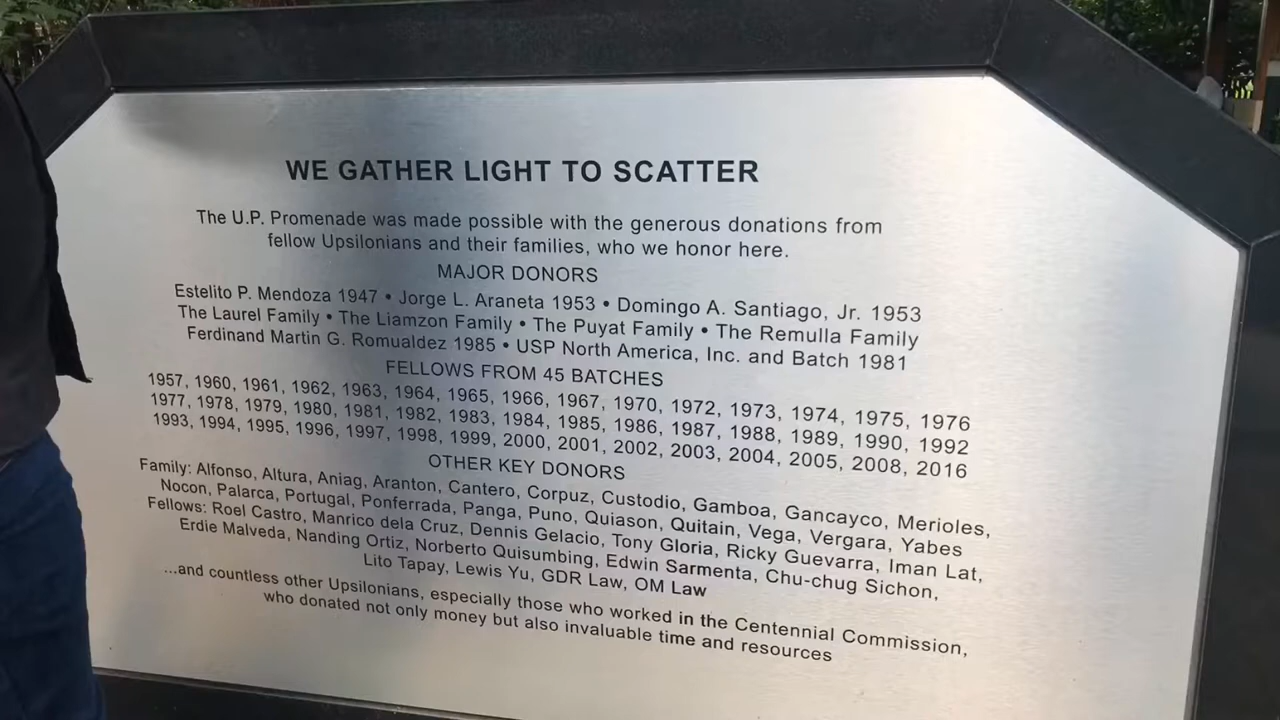 WE GATHER LIGHT TO SCATTER
The U.P. Promenade was made possible with the generous donations from
fellow Upsilonians and their families, who we honor here.
MAJOR DONORS
Estelito P. Mendoza 1947 • Jorge L. Araneta 1953 • Domingo A. Santiago, Jr. 1953
The Laurel Family • The Liamzon Family • The Puyat Family • The Remulla Family
Ferdinand Martin G. Romualdez 1985 • USP North America, Inc. and Batch 1981
FELLOWS FROM 45 BATCHES
1957, 1960, 1961, 1962, 1963, 1964, 1965, 1966, 1967, 1970, 1972, 1973, 1974, 1975, 1976
1977, 1978, 1979, 1980, 1981, 1982, 1983, 1984, 1985, 1986, 1987, 1988, 1989, 1990, 1992
1993, 1994, 1995, 1996, 1997, 1998, 1999, 2000, 2001, 2002, 2003, 2004, 2005, 2008, 2016
OTHER KEY DONORS
Family: Alfonso, Altura, Aniag, Aranton, Cantero, Corpuz, Custodio, Gamboa, Gancayco, Merioles,
Nocon, Palarca, Portugal, Ponferrada, Panga, Puno, Quiason, Quitain, Vega, Vergara, Yabes
Fellows: Roel Castro, Manrico dela Cruz, Dennis Gelacio, Tony Gloria, Ricky Guevarra, Iman Lat,
Erdie Malveda, Nanding Ortiz, Norberto Quisumbing, Edwin Sarmenta, Chu-chug Sichon,
Lito Tapay, Lewis Yu, GDR Law, OM Law
...and countless other Upsilonians, especially those who worked in the Centennial Commission,
who donated not only money but also invaluable time and resources